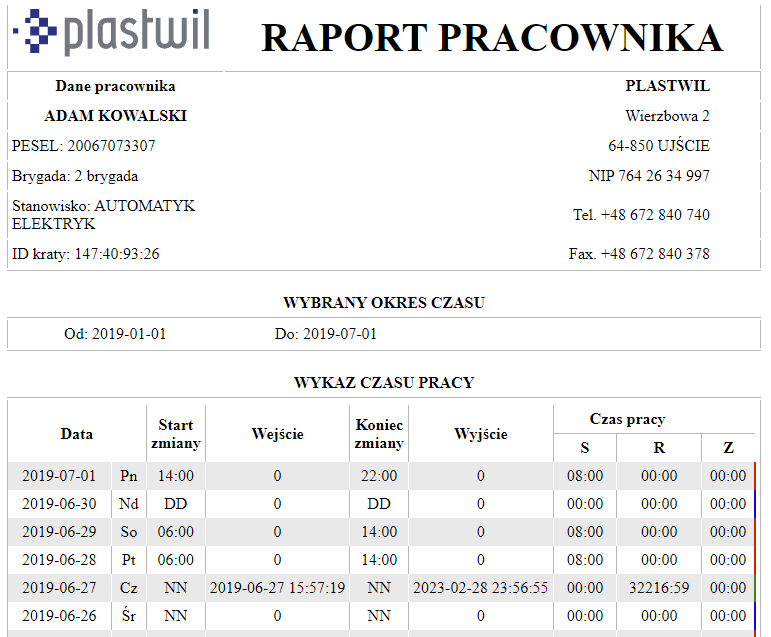 plastwil
RAPORT PRACOWNIKA
Dane pracownika PLASTWIL
ADAM KOWALSKI Wierzbowa 2
PESEL: 20067073307 64-850 UJŚCIE
Brygada: 2 brygada NIP 764 26 34 997
Stanowisko: AUTOMATYK
ELEKTRYK Tel. +48 672 840 740
ID kraty: 147:40:93:26 Fax. +48 672 840 378
WYBRANY OKRES CZASU
Od: 2019-01-01 Do: 2019-07-01
WYKAZ CZASU PRACY
Data Start zmiany Wejście Koniec zmiany Wyjście Czas pracy
S R Z
2019-07-01 Pn 14:00 0 22:00 0 08:00 00:00 00:00
2019-06-30 Nd DD 0 DD 0 00:00 00:00 00:00
2019-06-29 So 06:00 0 14:00 0 08:00 00:00 00:00
2019-06-28 Pt 06:00 0 14:00 0 08:00 00:00 00:00
2019-06-27 Cz NN 2019-06-27 15:57:19 NN 2023-02-28 23:56:55 00:00 32216:59 00:00
2019-06-26 Śr NN 0 NN 0 00:00 00:00 00:00